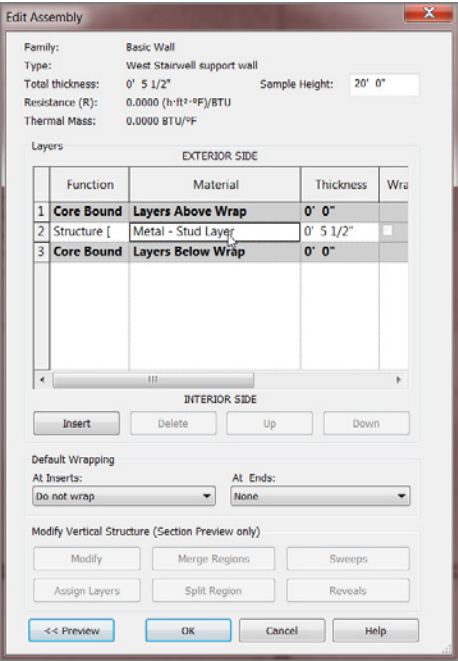 Edit Assembly
Family: Basic Wall
Type: West Stairwell support wall
Total thickness: 0' 5 1/2" Sample Height: 20' 0"
Resistance (R): 0.0000 (h·ft²·ºF)/BTU
Thermal Mass: 0.0000 BTU/ºF
Layers
EXTERIOR SIDE
Function Material Thickness Wra
1 Core Bound Layers Above Wrap 0' 0"
2 Structure [ Metal - Stud Layer 0' 5 1/2"
3 Core Bound Layers Below Wrap 0' 0"
INTERIOR SIDE
Insert Delete Up Down
Default Wrapping
At Inserts: At Ends:
Do not wrap None
Modify Vertical Structure (Section Preview only)
Modify Merge Regions Sweeps
Assign Layers Split Region Reveals
<< Preview OK Cancel Help